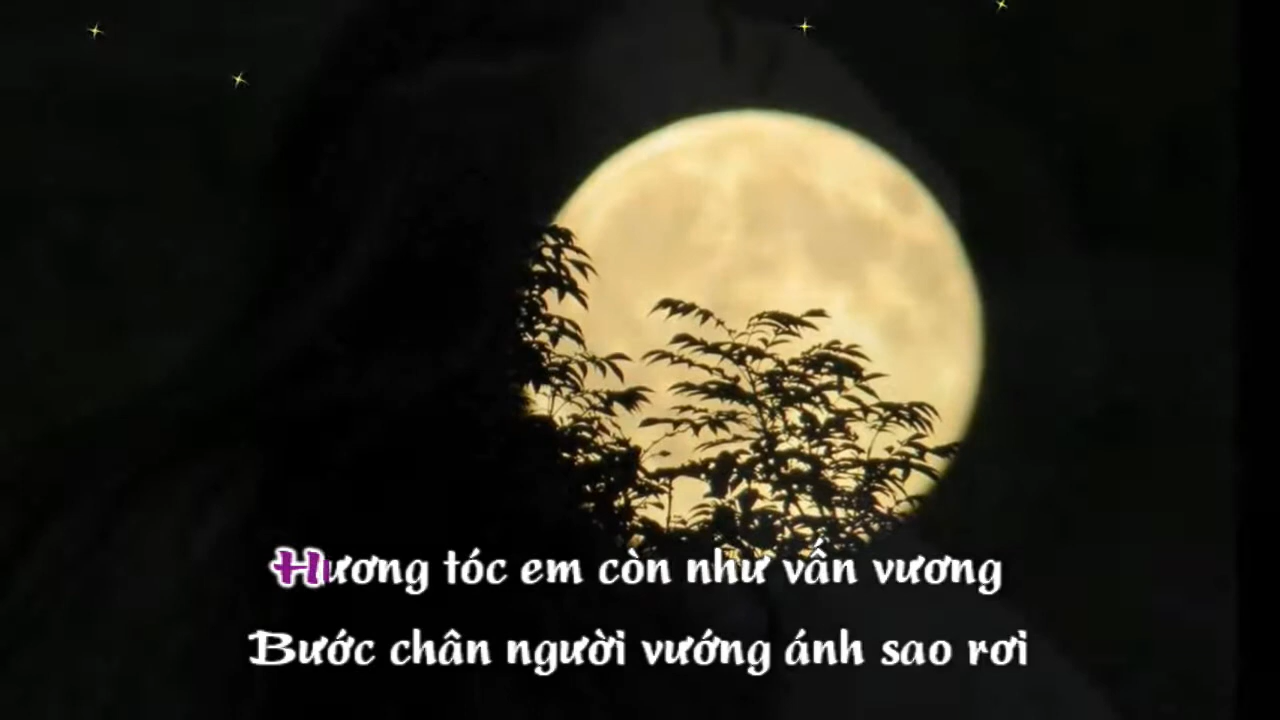 Hương tóc em còn như vấn vương
Bước chân người vướng ánh sao rơi